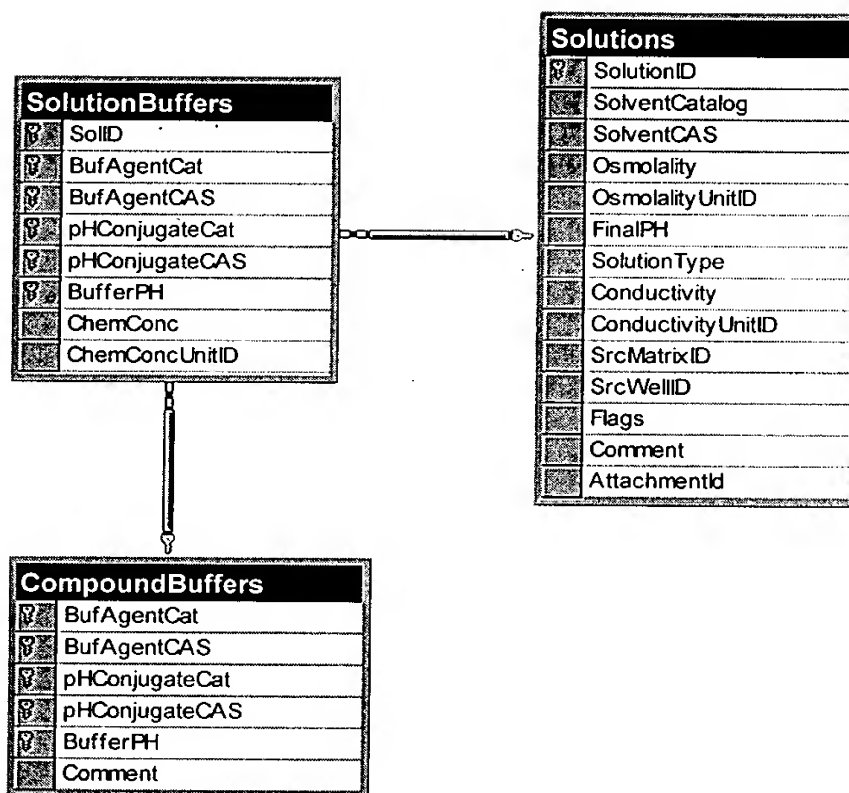 SolutionBuffers
SolID
BufAgentCat
BufAgentCAS
pHConjugateCat
pHConjugateCAS
BufferPH
ChemConc
ChemConcUnitID
Solutions
SolutionID
SolventCatalog
SolventCAS
Osmolality
OsmolalityUnitID
FinalPH
SolutionType
Conductivity
ConductivityUnitID
SrcMatrixID
SrcWellID
Flags
Comment
AttachmentId
CompoundBuffers
BufAgentCat
BufAgentCAS
pHConjugateCat
pHConjugateCAS
BufferPH
Comment